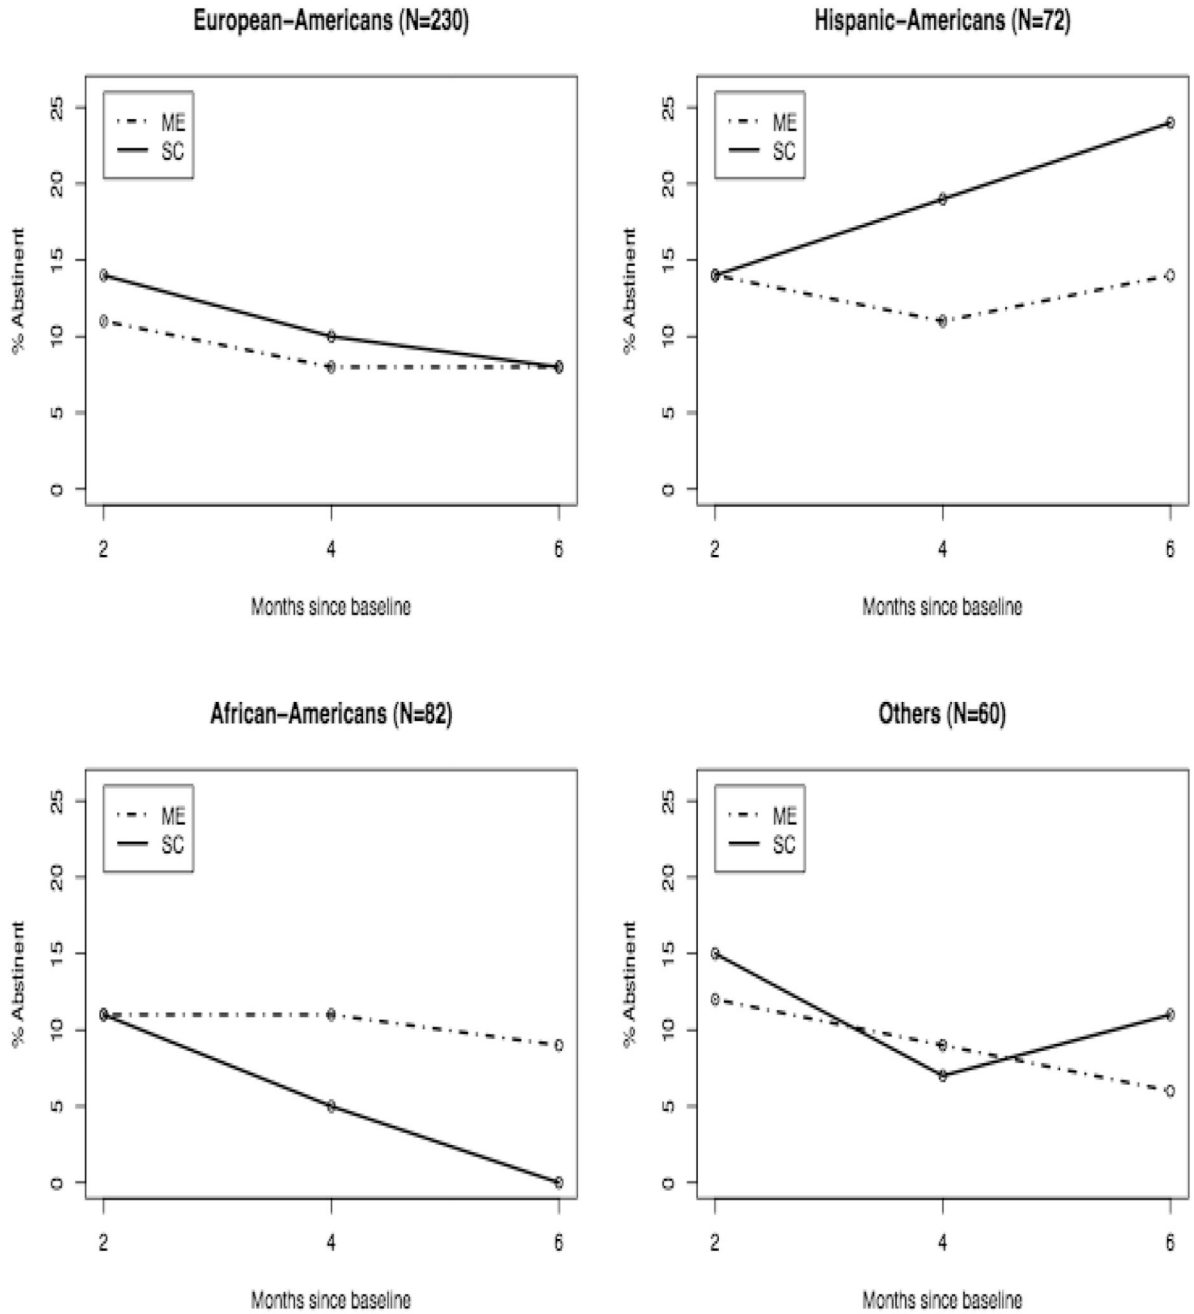 European–Americans (N=230)
ME
SC
25
20
15
10
5
0
% Abstinent
2 4 6
Months since baseline
Hispanic–Americans (N=72)
ME
SC
25
20
15
10
5
0
% Abstinent
2 4 6
Months since baseline
African–Americans (N=82)
ME
SC
25
20
15
10
5
0
% Abstinent
2 4 6
Months since baseline
Others (N=60)
ME
SC
25
20
15
10
5
0
% Abstinent
2 4 6
Months since baseline